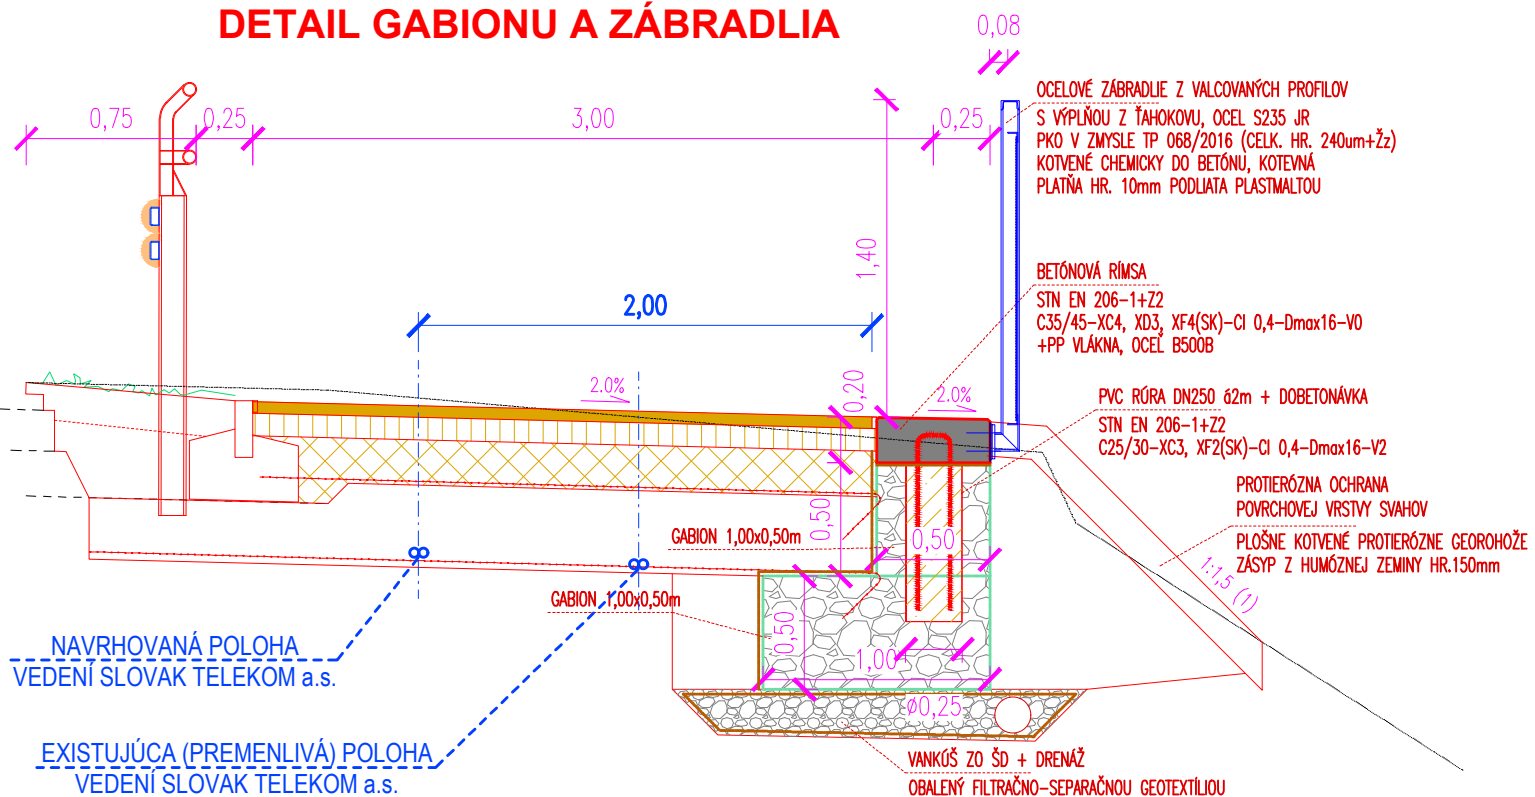 DETAIL GABIONU A ZÁBRADLIA
0,08
0,75
0,25
3,00
0,25
OCELOVÉ ZÁBRADLIE Z VALCOVANÝCH PROFILOV
S VÝPLŇOU Z ŤAHOKOVU, OCEL S235 JR
PKO V ZMYSLE TP 068/2016 (CELK. HR. 240um+Žz)
KOTVENÉ CHEMICKY DO BETÓNU, KOTEVNÁ
PLATŇA HR. 10mm PODLIATA PLASTMALTOU
1,40
BETÓNOVÁ RÍMSA
STN EN 206-1+Z2
C35/45-XC4, XD3, XF4(SK)-Cl 0,4-Dmax16-V0
+PP VLÁKNA, OCEĽ B500B
2,00
2.0%
0,20
2.0%
PVC RÚRA DN250 á2m + DOBETONÁVKA
STN EN 206-1+Z2
C25/30-XC3, XF2(SK)-Cl 0,4-Dmax16-V2
PROTIERÓZNA OCHRANA
POVRCHOVEJ VRSTVY SVAHOV
PLOŠNE KOTVENÉ PROTIERÓZNE GEOROHOŽE
ZÁSYP Z HUMÓZNEJ ZEMINY HR.150mm
1:1,5 (1)
GABION 1,00x0,50m
0,50
0,50
GABION 1,00x0,50m
0,50
1,00
Ø0,25
NAVRHOVANÁ POLOHA
VEDENÍ SLOVAK TELEKOM a.s.
EXISTUJÚCA (PREMENLIVÁ) POLOHA
VEDENÍ SLOVAK TELEKOM a.s.
VANKÚŠ ZO ŠD + DRENÁŽ
OBALENÝ FILTRAČNO-SEPARAČNOU GEOTEXTÍLIOU